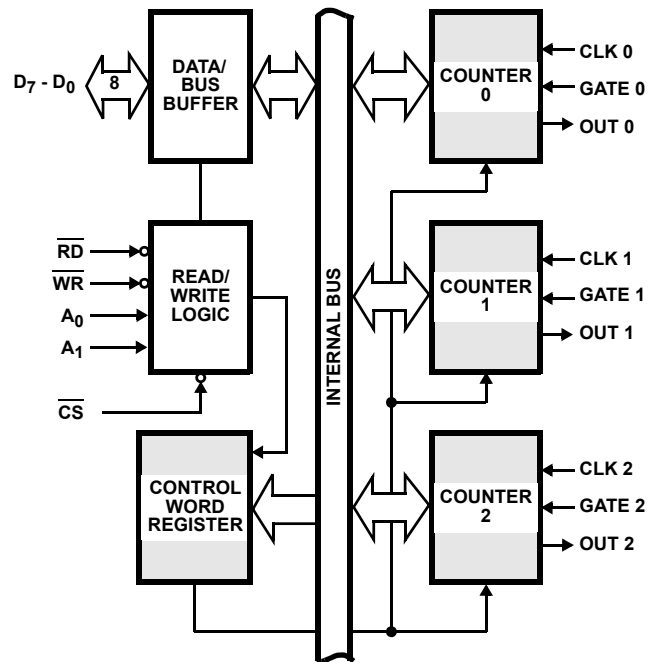 D7 - D0
8
DATA/
BUS
BUFFER
COUNTER
0
CLK 0
GATE 0
OUT 0
RD
WR
A0
A1
CS
READ/
WRITE
LOGIC
INTERNAL BUS
COUNTER
1
CLK 1
GATE 1
OUT 1
CONTROL
WORD
REGISTER
COUNTER
2
CLK 2
GATE 2
OUT 2